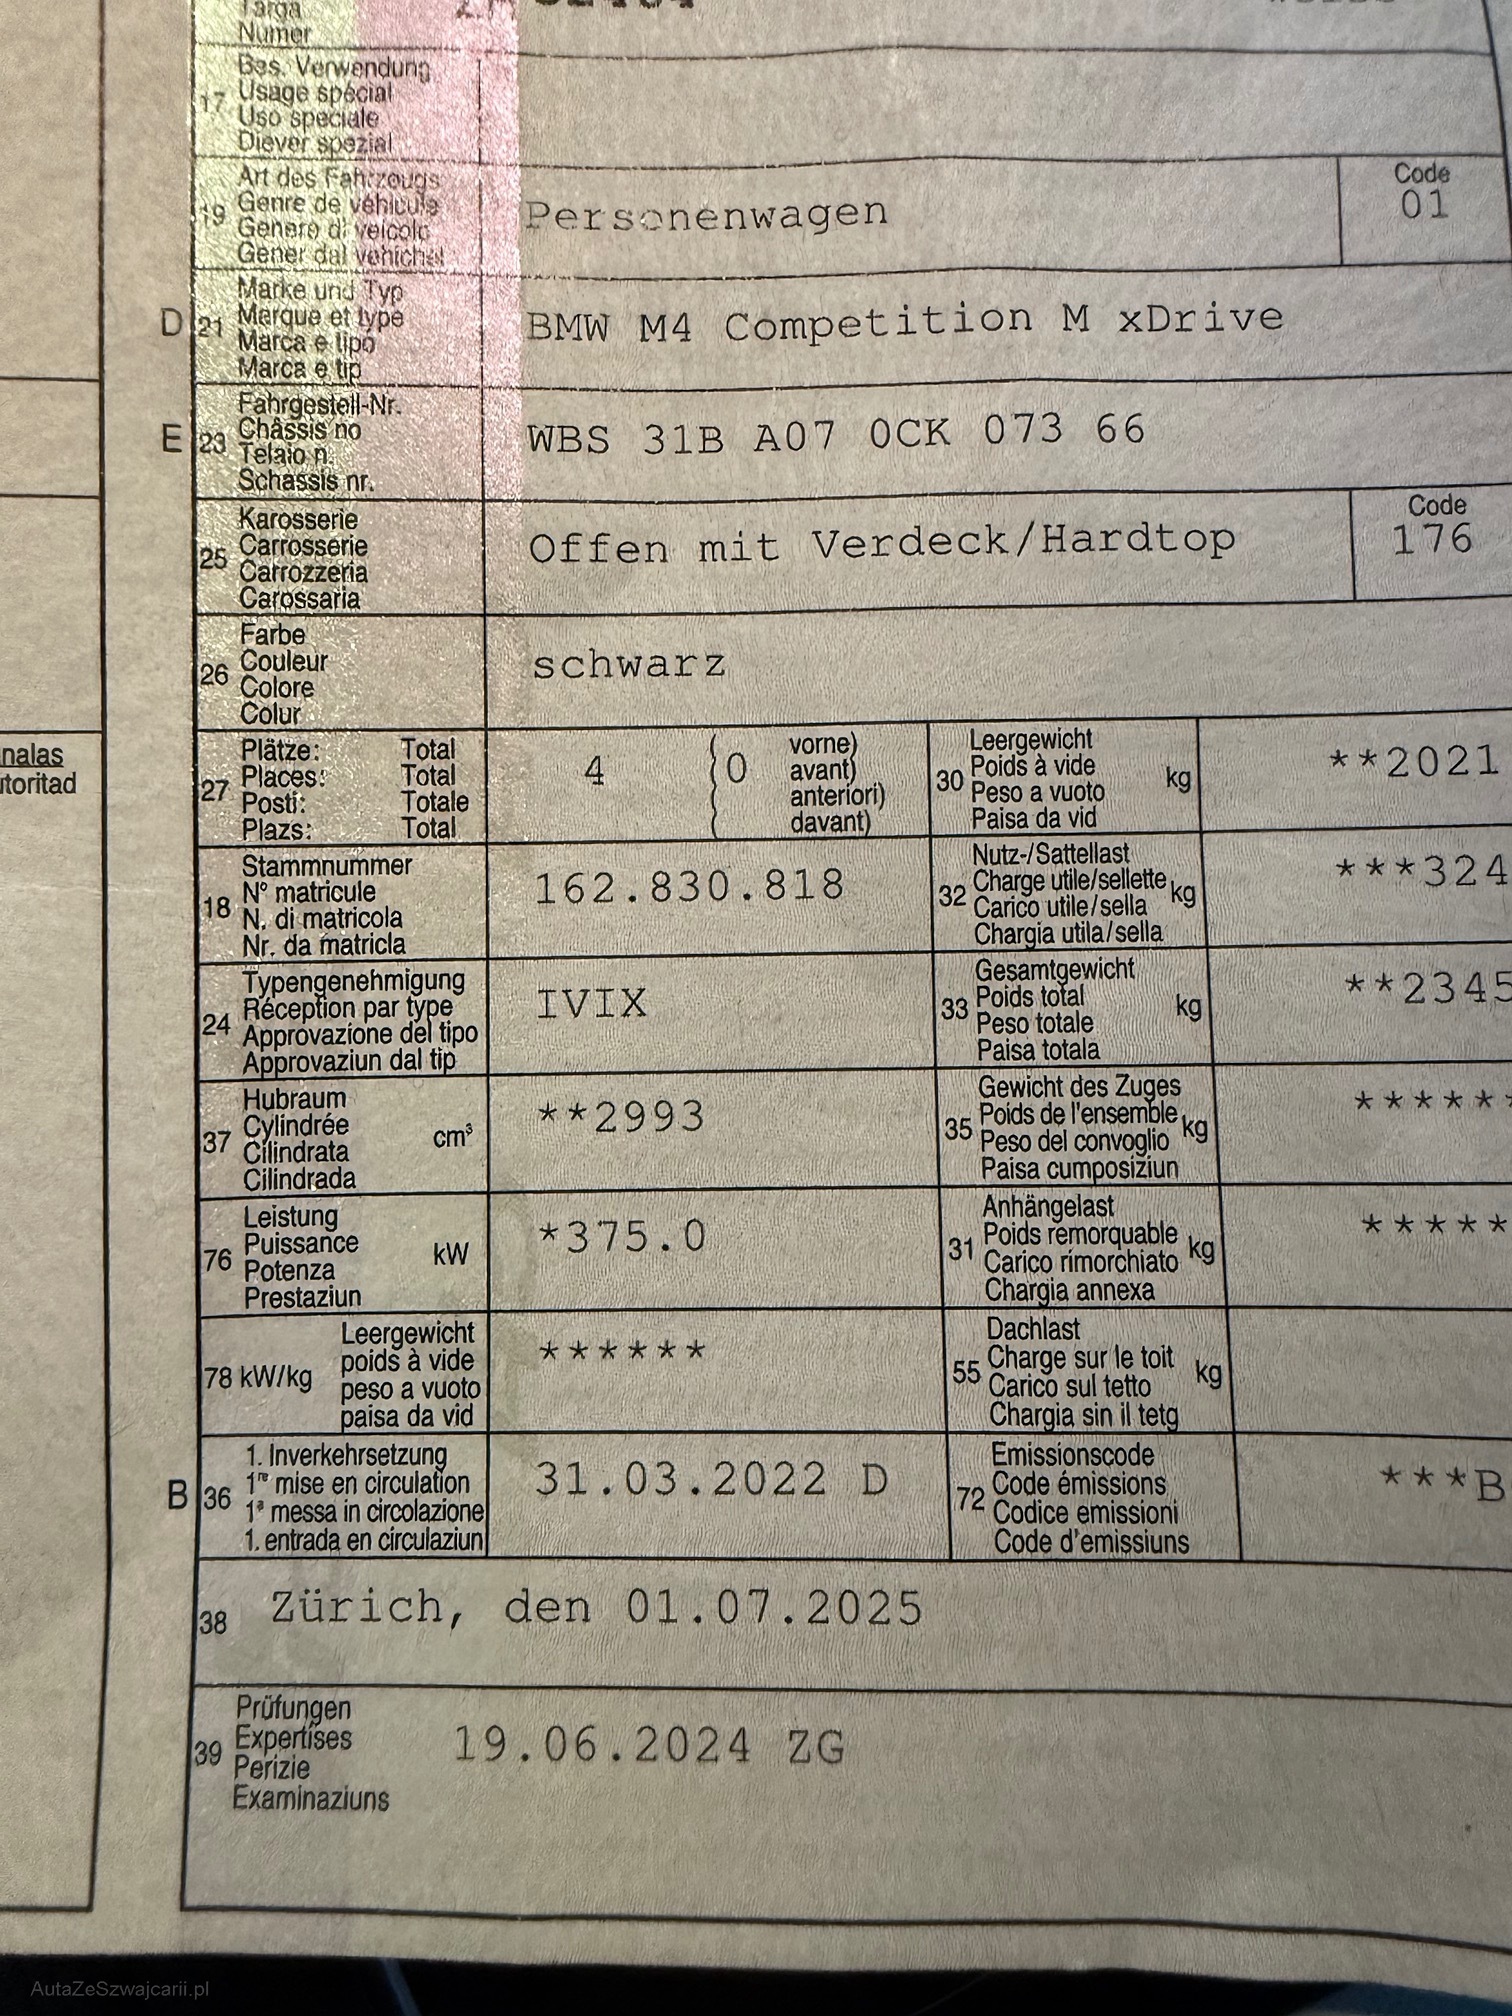 Targa
Numer
17 Bes. Verwendung
Usage spécial
Uso speciale
Diever spezial
19 Art des Fahrzeugs
Genre de véhicule
Genere di veicolo
Gener dal vehichel
Personenwagen
Code
01
D 21 Marke und Typ
Marque et type
Marca e tipo
Marca e tip
BMW M4 Competition M xDrive
E 23 Fahrgestell-Nr.
Châssis no
Telaio n.
Schassis nr.
WBS 31B A07 0CK 073 66
25 Karosserie
Carrosserie
Carrozzeria
Carossaria
Offen mit Verdeck/Hardtop
Code
176
26 Farbe
Couleur
Colore
Colur
schwarz
nalas
utoritad
27 Plätze: Total
Places: Total
Posti: Totale
Plazs: Total
4 0 vorne)
avant)
anteriori)
davant)
30 Leergewicht
Poids à vide kg
Peso a vuoto
Paisa da vid
**2021
18 Stammnummer
N° matricule
N. di matricola
Nr. da matricla
162.830.818
32 Nutz-/Sattellast
Charge utile/sellette kg
Carico utile/sella
Chargia utila/sella
***324
24 Typengenehmigung
Réception par type
Approvazione del tipo
Approvaziun dal tip
IVIX
33 Gesamtgewicht
Poids total kg
Peso totale
Paisa totala
**2345
37 Hubraum
Cylindrée cm³
Cilindrata
Cilindrada
**2993
35 Gewicht des Zuges
Poids de l'ensemble kg
Peso del convoglio
Paisa cumposiziun
******
76 Leistung
Puissance kW
Potenza
Prestaziun
*375.0
31 Anhängelast
Poids remorquable kg
Carico rimorchiato
Chargia annexa
*****
78 kW/kg Leergewicht
poids à vide
peso a vuoto
paisa da vid
******
55 Dachlast
Charge sur le toit kg
Carico sul tetto
Chargia sin il tetg
B 36 1. Inverkehrsetzung
1re mise en circulation
1a messa in circolazione
1. entrada en circulaziun
31.03.2022 D
72 Emissionscode
Code émissions
Codice emissioni
Code d'emissiuns
***B
38 Zürich, den 01.07.2025
39 Prüfungen
Expertises
Perizie
Examinaziuns
19.06.2024 ZG
AutaZeSzwajcarii.pl